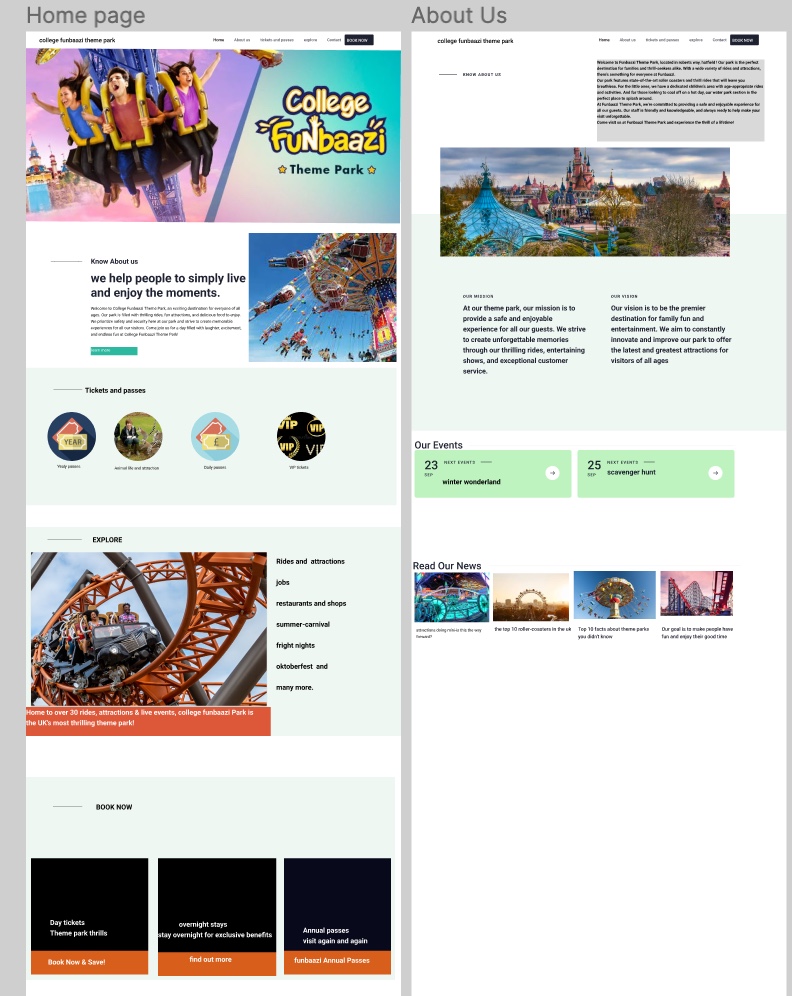 Home page
college funbaazi theme park
Home About us tickets and passes explore Contact BOOK NOW
College
FUNBaaZi
Theme Park
Know About us
we help people to simply live
and enjoy the moments.
Welcome to College Funbaazi Theme Park, an exciting destination for everyone of all
ages. Our park is filled with thrilling rides, fun attractions, and delicious food to enjoy.
We prioritize safety and security here at our park and strive to create memorable
experiences for all our visitors. Come join us for a day filled with laughter, excitement,
and endless fun at College Funbaazi Theme Park!
Tickets and passes
YEAR
£
VIP
Yealy passes
Animal life and attraction
Daily passes
VIP tickets
EXPLORE
Rides and attractions
jobs
restaurants and shops
summer-carnival
fright nights
oktoberfest and
many more.
Home to over 30 rides, attractions & live events, college funbaazi Park is
the UK's most thrilling theme park!
BOOK NOW
Day tickets
Theme park thrills
Book Now & Save!
overnight stays
stay overnight for exclusive benefits
find out more
Annual passes
visit again and again
funbaazi Annual Passes
About Us
college funbaazi theme park
Home About us tickets and passes explore Contact BOOK NOW
KNOW ABOUT US
Welcome to Funbaazi Theme Park, located in roberts way, hatfield! Our park is the perfect
destination for families and thrill-seekers alike. With a wide variety of rides and attractions,
there's something for everyone at Funbaazi.
Our park features state-of-the-art roller coasters and thrill rides that will leave you
breathless. For the little ones, we have a dedicated children's area with age-appropriate rides
and activities. And for those looking to cool off on a hot day, our water park section is the
perfect place to splash around.
At Funbaazi Theme Park, we're committed to providing a safe and enjoyable experience for
all our guests. Our staff is friendly and knowledgeable, and always ready to help make your
visit unforgettable.
Come visit us at Funbaazi Theme Park and experience the thrill of a lifetime!
OUR MISSION
At our theme park, our mission is to
provide a safe and enjoyable
experience for all our guests. We strive
to create unforgettable memories
through our thrilling rides, entertaining
shows, and exceptional customer
service.
OUR VISION
Our vision is to be the premier
destination for family fun and
entertainment. We aim to constantly
innovate and improve our park to offer
the latest and greatest attractions for
visitors of all ages
Our Events
23
SEP
NEXT EVENTS
winter wonderland
25
SEP
NEXT EVENTS
scavenger hunt
Read Our News
attractions doing
forward?
the top 10 roller-coasters in the uk
Top 10 facts about theme parks
you didn't know
Our goal is to make people have
fun and enjoy their good time